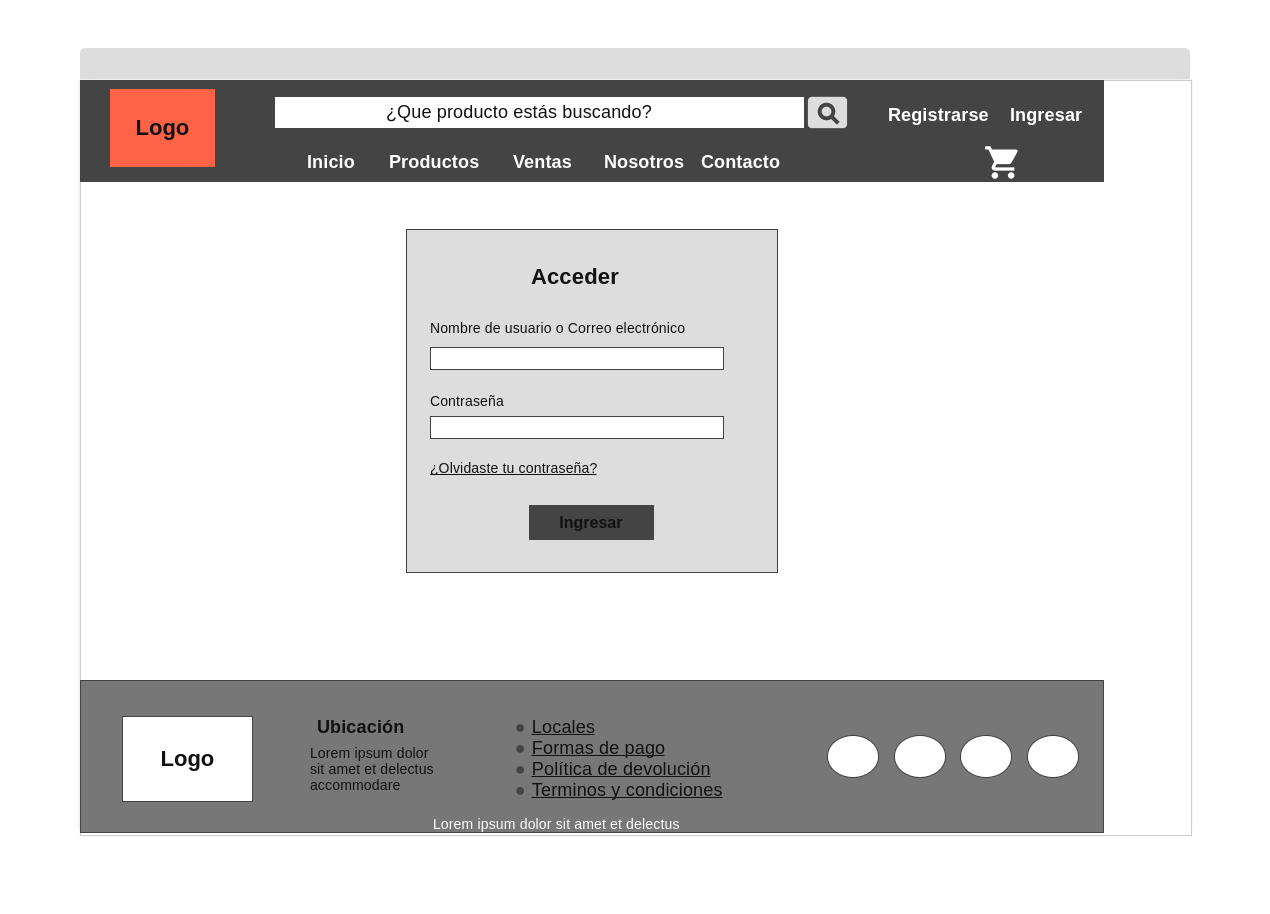 Logo
¿Que producto estás buscando?
Registrarse Ingresar
Inicio Productos Ventas Nosotros Contacto
Acceder
Nombre de usuario o Correo electrónico
Contraseña
¿Olvidaste tu contraseña?
Ingresar
Logo
Ubicación
Lorem ipsum dolor
sit amet et delectus
accommodare
Locales
Formas de pago
Política de devolución
Terminos y condiciones
Lorem ipsum dolor sit amet et delectus